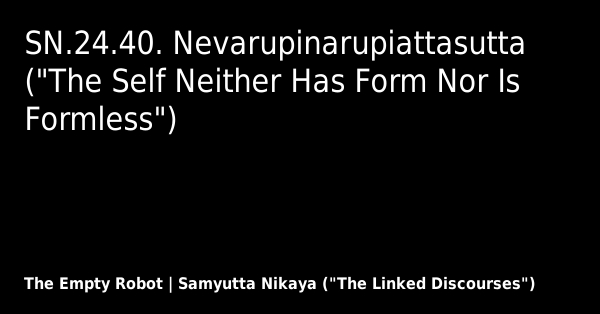 SN.24.40. Nevarupinarupiattasutta
("The Self Neither Has Form Nor Is
Formless")
The Empty Robot | Samyutta Nikaya ("The Linked Discourses")